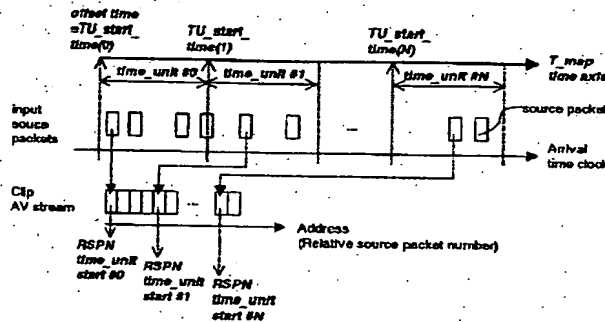 offset time
=TU_start_
time(0)
TU_start_
time(1)
TU_start_
time(N)
T_map
time axis
time_unit #0
time_unit #1
time_unit #N
source packet
input
souce
packets
...
Arrival
time clock
Clip
AV stream
...
Address
(Relative source packet number)
RSPN
time_unit
start #0
RSPN
time_unit
start #1
RSPN
time_unit
start #N